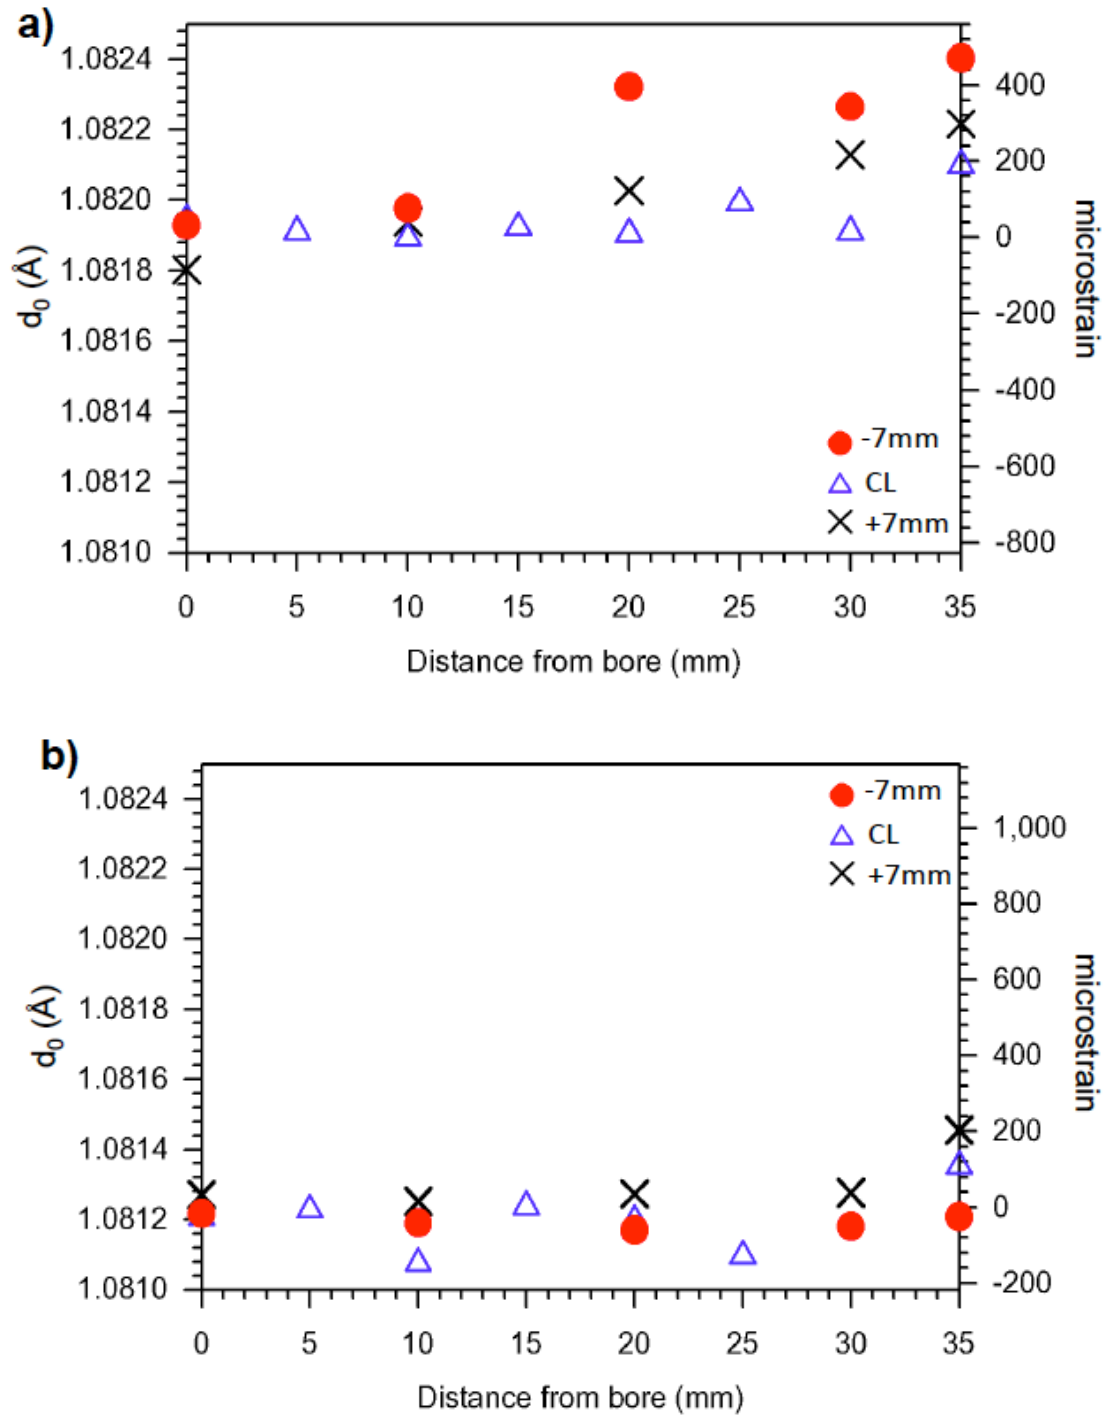 a)
1.0824
1.0822
1.0820
1.0818
1.0816
1.0814
1.0812
1.0810
d0 (Å)
400
200
0
-200
-400
-600
-800
microstrain
-7mm
CL
+7mm
0 5 10 15 20 25 30 35
Distance from bore (mm)
b)
1.0824
1.0822
1.0820
1.0818
1.0816
1.0814
1.0812
1.0810
d0 (Å)
-7mm
CL
+7mm
1,000
800
600
400
200
0
-200
microstrain
0 5 10 15 20 25 30 35
Distance from bore (mm)